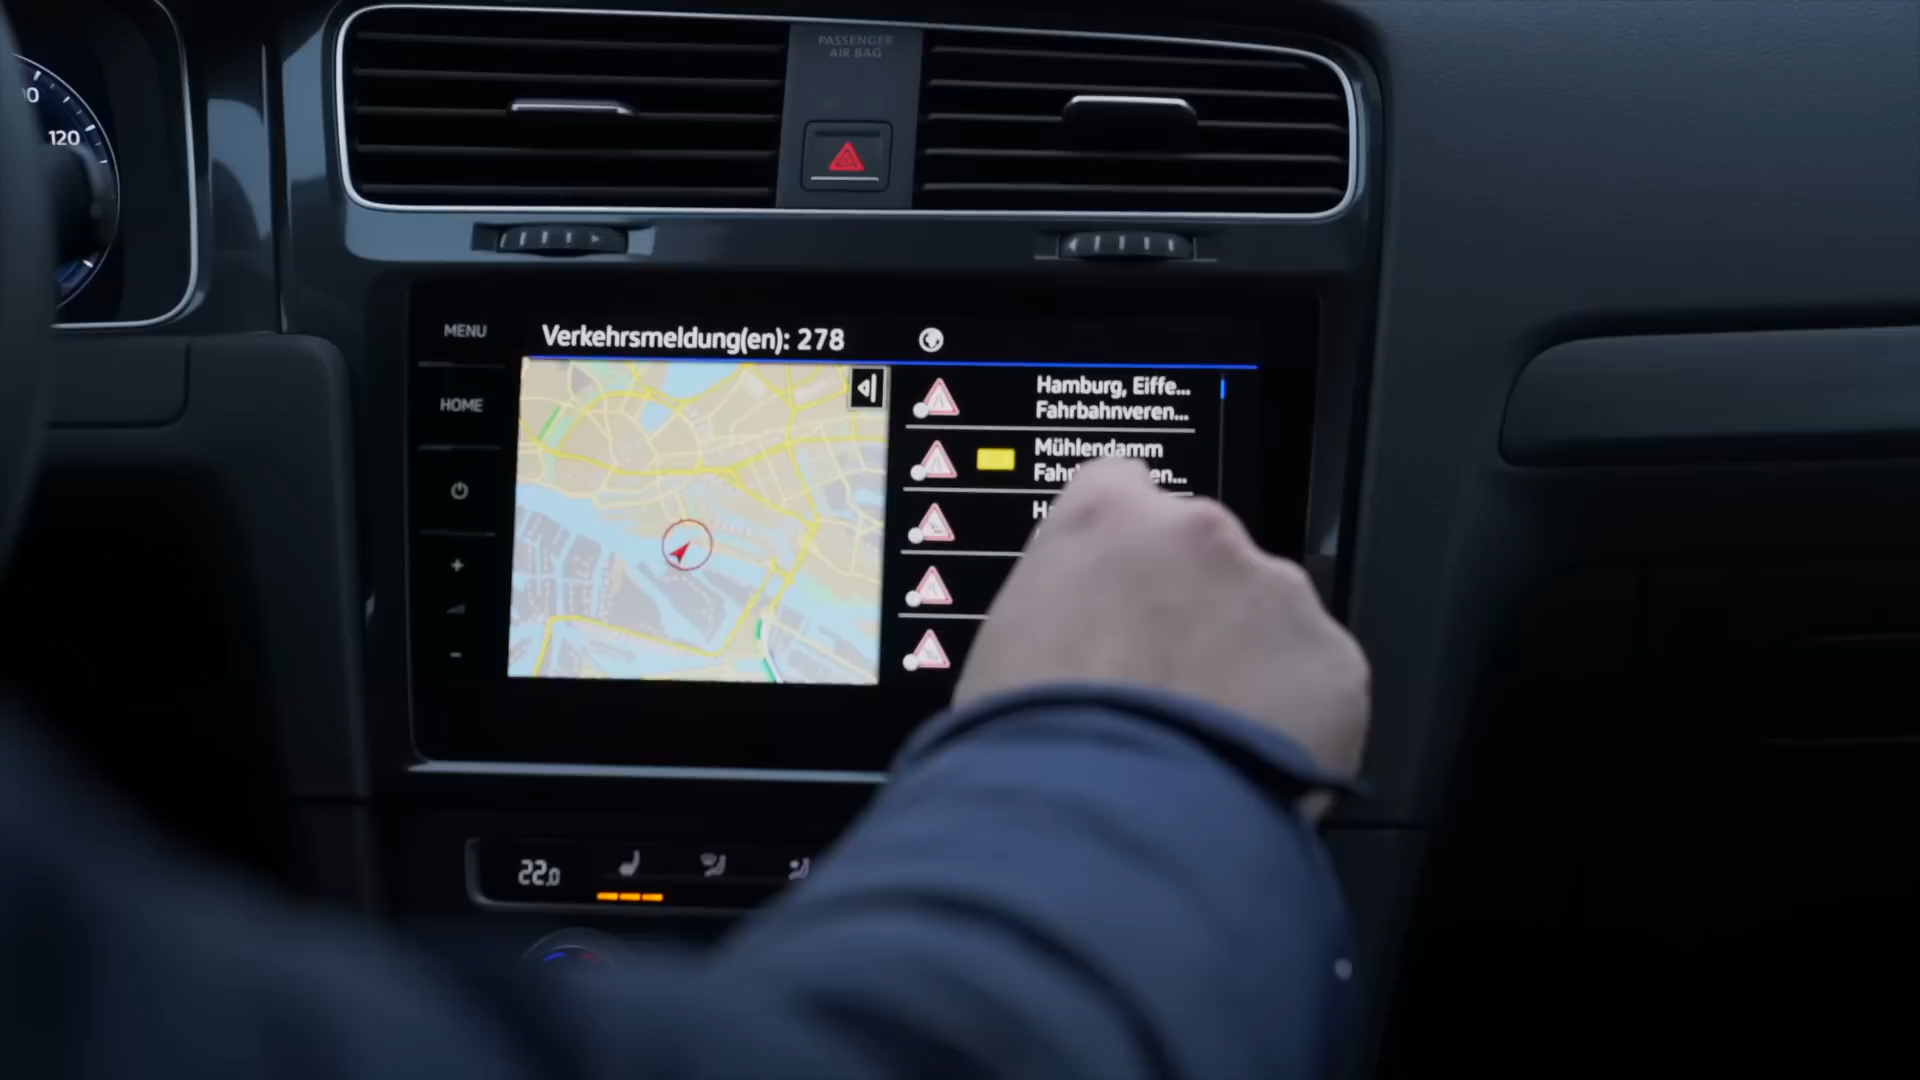 PASSENGER
AIR BAG
120
MENU
HOME
Verkehrsmeldung(en): 278
Hamburg, Eiffe...
Fahrbahnveren...
Mühlendamm
22.0